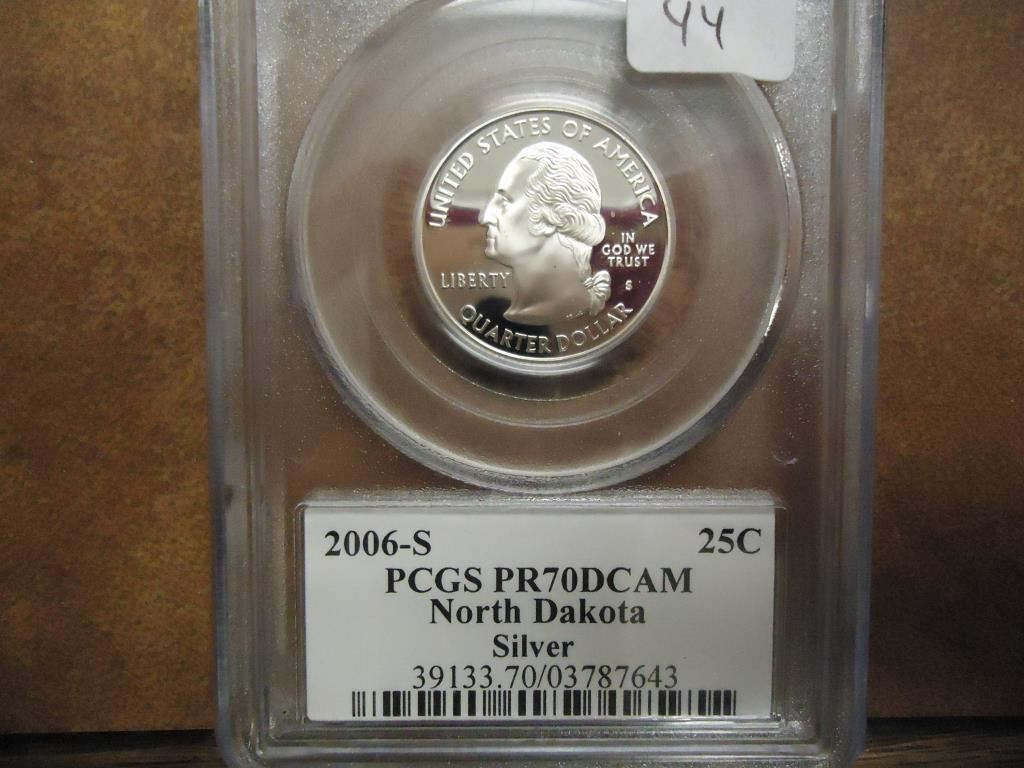 44
UNITED STATES OF AMERICA
IN
GOD WE
TRUST
LIBERTY
S
QUARTER DOLLAR
2006-S 25C
PCGS PR70DCAM
North Dakota
Silver
39133.70/03787643